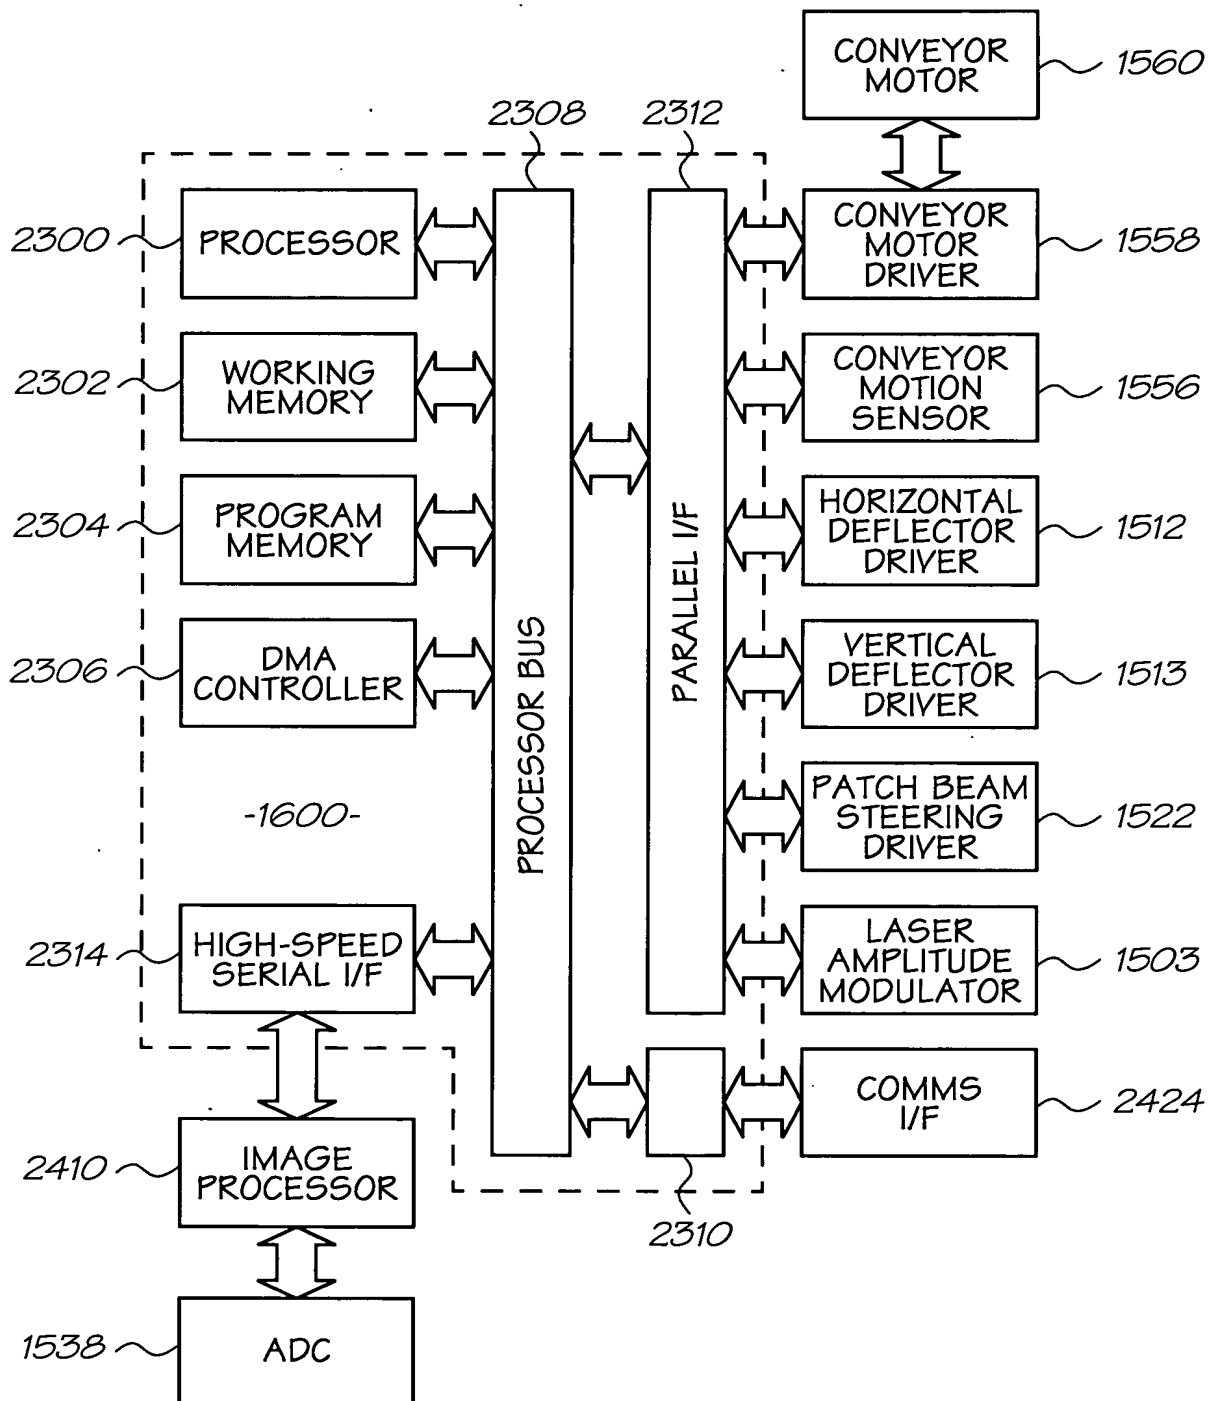 CONVEYOR
MOTOR
1560
2308
2312
2300
PROCESSOR
CONVEYOR
MOTOR
DRIVER
1558
2302
WORKING
MEMORY
CONVEYOR
MOTION
SENSOR
1556
2304
PROGRAM
MEMORY
HORIZONTAL
DEFLECTOR
DRIVER
1512
PROCESSOR BUS
PARALLEL I/F
2306
DMA
CONTROLLER
VERTICAL
DEFLECTOR
DRIVER
1513
-1600-
PATCH BEAM
STEERING
DRIVER
1522
2314
HIGH-SPEED
SERIAL I/F
LASER
AMPLITUDE
MODULATOR
1503
COMMS
I/F
2424
2410
IMAGE
PROCESSOR
2310
1538
ADC